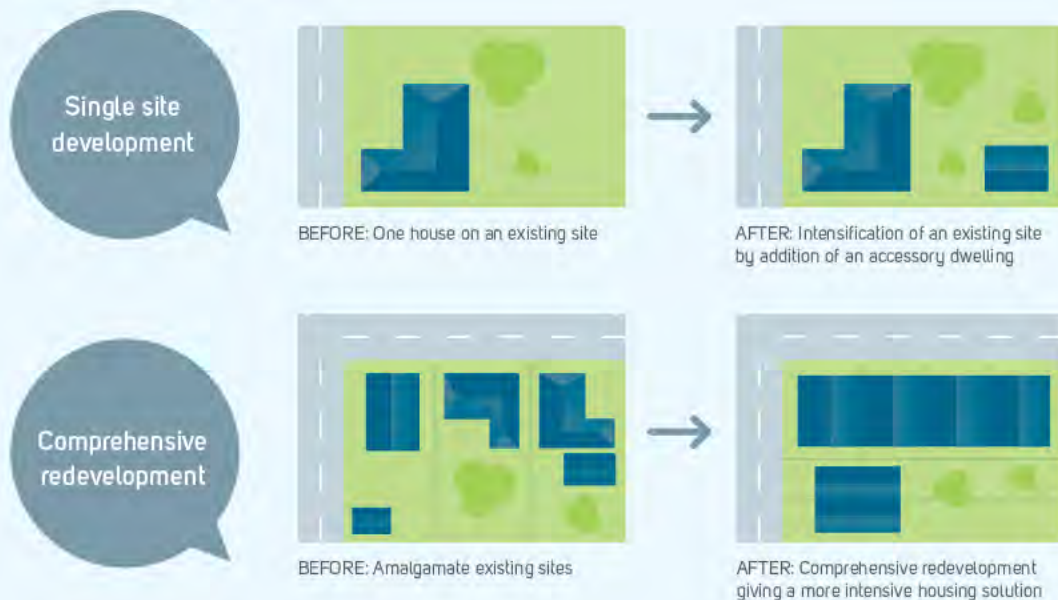 Single site
development
BEFORE: One house on an existing site
AFTER: Intensification of an existing site
by addition of an accessory dwelling
Comprehensive
redevelopment
BEFORE: Amalgamate existing sites
AFTER: Comprehensive redevelopment
giving a more intensive housing solution